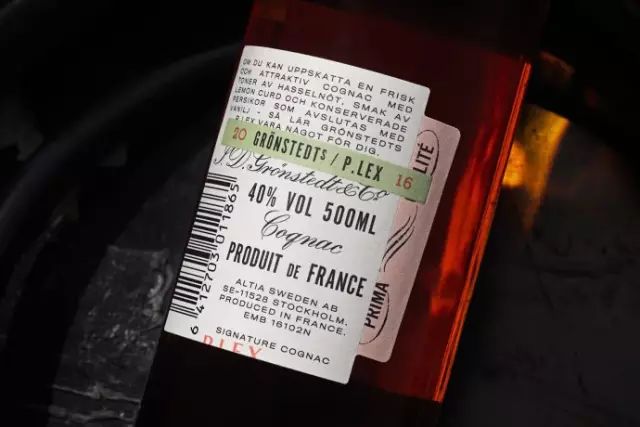 OM DU KAN UPPSKATTA EN FRISK
OCH ATTRAKTIV COGNAC MED
TONER AV HASSELNÖT, SMAK AV
LEMON CURD OCH KONSERVERADE
PERSIKOR SOM AVSLUTAS MED
VANILJ - SÅ LÄR GRÖNSTEDTS
P.LEX VARA NÅGOT FÖR DIG.
20 GRÖNSTEDTS / P.LEX 16
J.D. Grönstedt & Co
40% VOL 500ML
Cognac
PRODUIT DE FRANCE
ALTIA SWEDEN AB
SE-11528 STOCKHOLM.
PRODUCED IN FRANCE.
EMB 16102N
SIGNATURE COGNAC
P.LEX
6 412703 011865
PRIMA